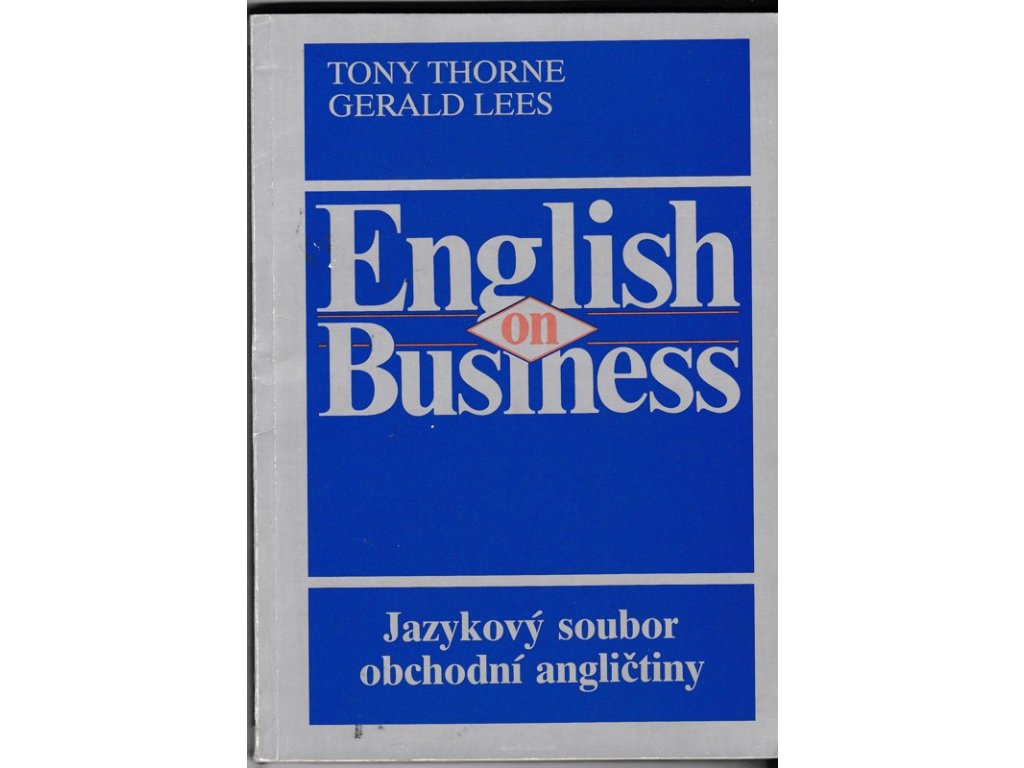 TONY THORNE
GERALD LEES
English
on
Business
Jazykový soubor
obchodní angličtiny